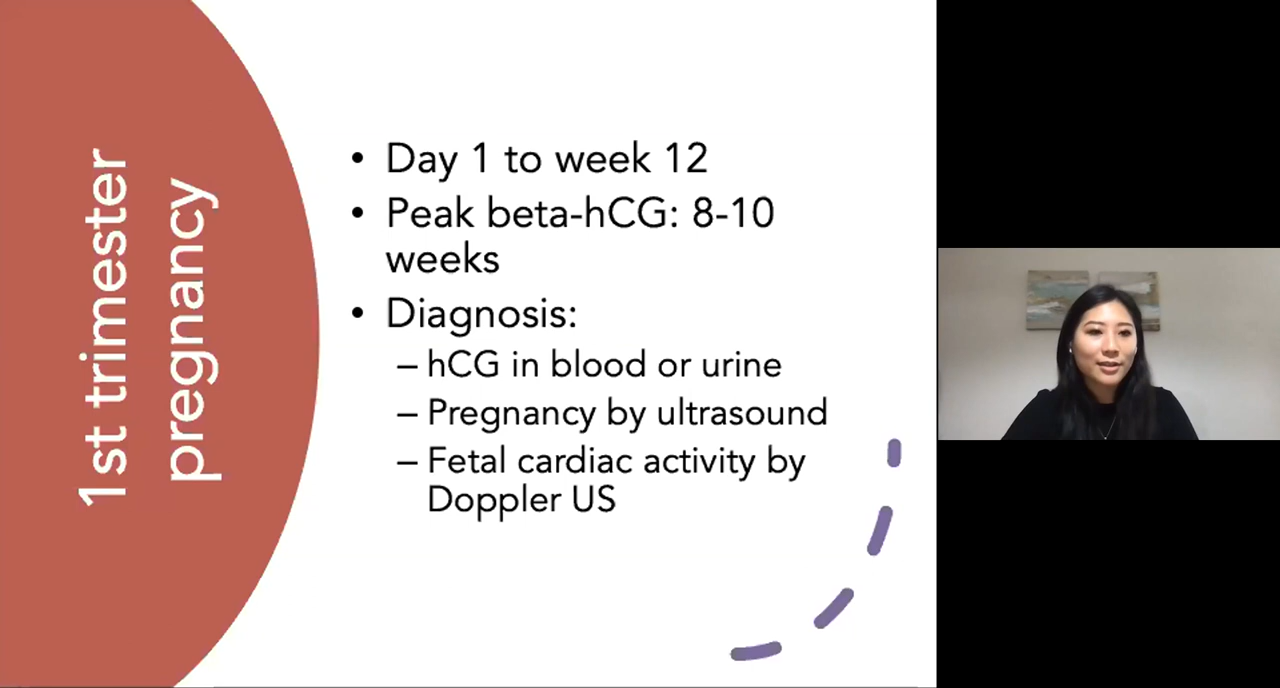 1st trimester
pregnancy
• Day 1 to week 12
• Peak beta-hCG: 8-10
weeks
• Diagnosis:
– hCG in blood or urine
– Pregnancy by ultrasound
– Fetal cardiac activity by
Doppler US